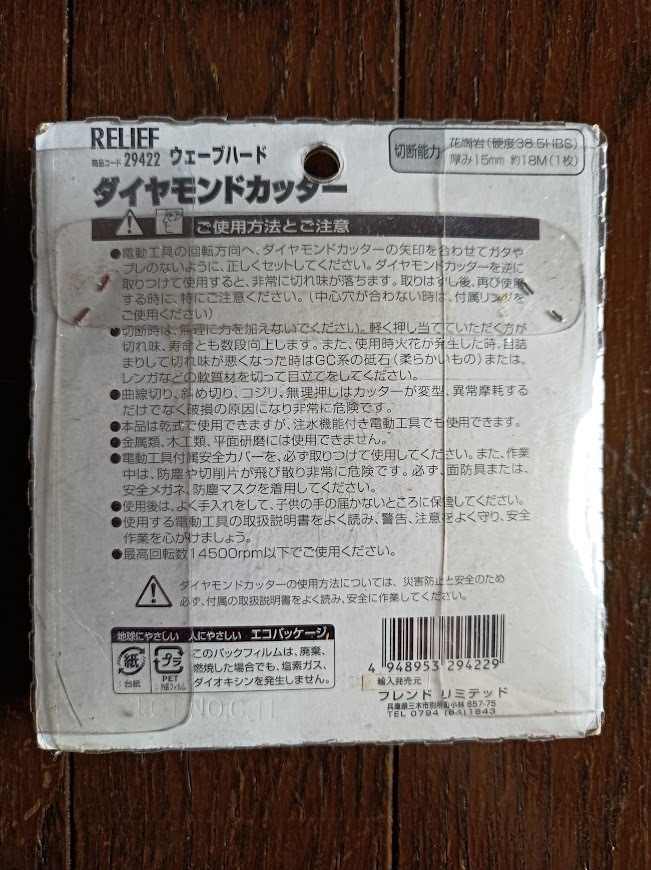 RELIEF
商品コード 29422 ウェーブハード
ダイヤモンドカッター
切断能力
花崗岩(硬度38.5HBS)
厚み15mm 約18M(1枚)
ご使用方法とご注意
●電動工具の回転方向へ、ダイヤモンドカッターの矢印を合わせてガタや
ブレのないように、正しくセットしてください。ダイヤモンドカッターを逆に
取りつけて使用すると、非常に切れ味が落ちます。取りはずし後、再び使用
する時に、特にご注意ください。(中心穴が合わない時は、付属リングを
ご使用ください)
●切断時は、無理に力を加えないでください。軽く押し当てていただく方が
切れ味、寿命とも数段向上します。また、使用時火花が発生した時、目詰
まりして切れ味が悪くなった時はGC系の砥石(柔らかいもの)または、
レンガなどの軟質材を切って目立てをしてください。
●曲線切り、斜め切り、コジリ、無理押しはカッターが変型、異常摩耗する
だけでなく破損の原因になり非常に危険です。
●本品は乾式で使用できますが、注水機能付き電動工具でも使用できます。
●金属類、木工類、平面研磨には使用できません。
●電動工具付属安全カバーを、必ず取りつけて使用してください。また、作業
中は、防塵や切削片が飛び散り非常に危険です。必ず、面防具または、
安全メガネ、防塵マスクを着用してください。
●使用後は、よく手入れをして、子供の手の届かないところに保管してください。
●使用する電動工具の取扱説明書をよく読み、警告、注意をよく守り、安全
作業を心がけましょう。
●最高回転数14500rpm以下でご使用ください。
ダイヤモンドカッターの使用方法については、災害防止と安全のため
必ず、付属の取扱説明書をよく読み、安全に作業してください。
地球にやさしい 人にやさしい エコパッケージ
紙
:台紙
プラ
PET
このパックフィルムは、廃棄、
燃焼した場合でも、塩素ガス、
ダイオキシンを発生しません。
4 948953 294229
輸入発売元
フレンド リミテッド
兵庫県三木市別所町小林 657-75
TEL 0794 (84)1643